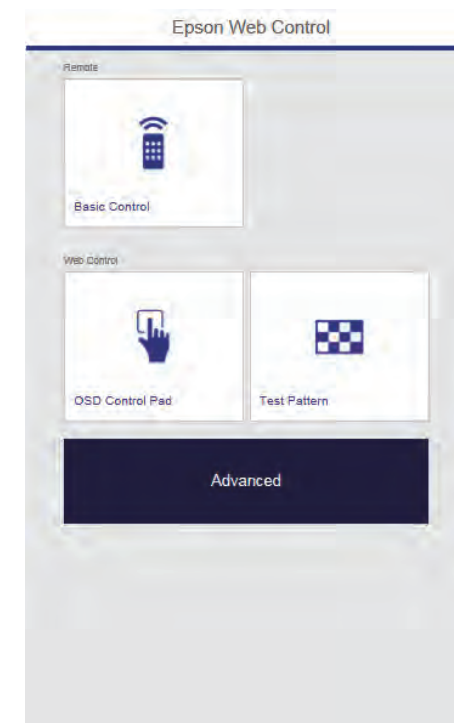 Epson Web Control
Remote
Basic Control
Web Control
OSD Control Pad
Test Pattern
Advanced